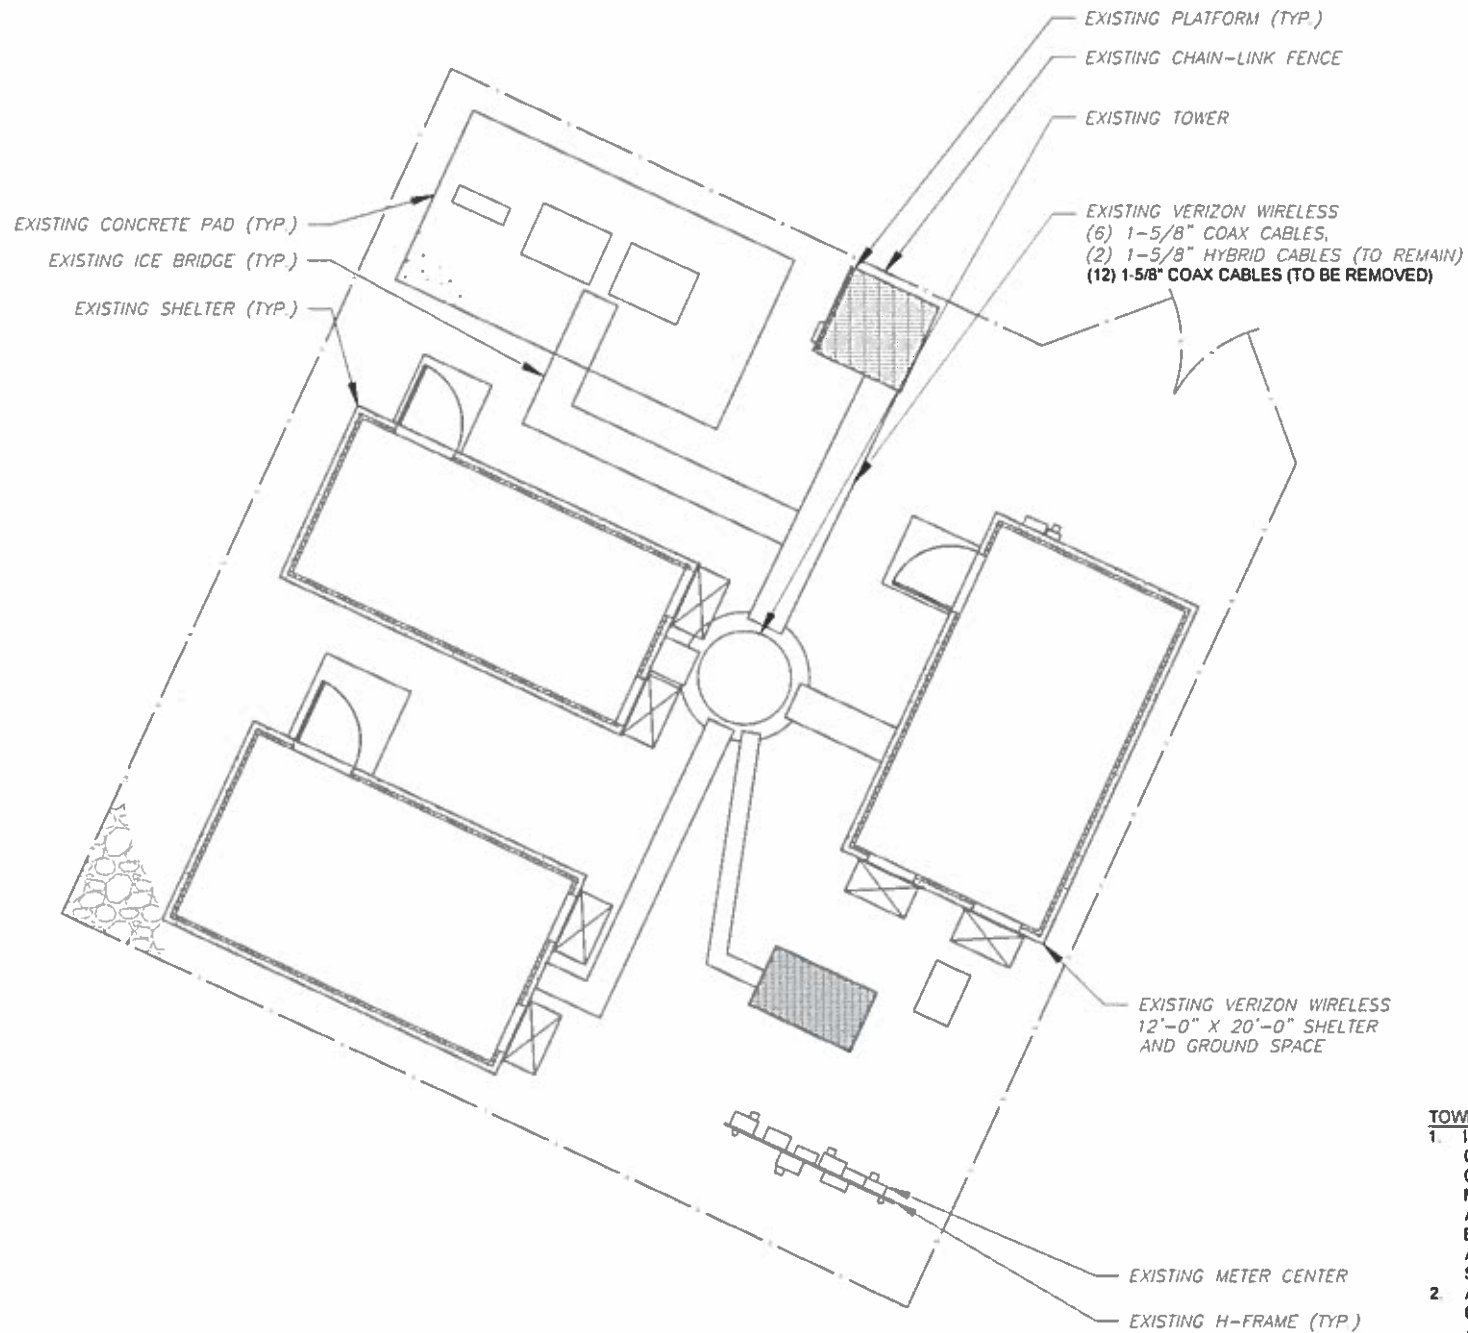 EXISTING PLATFORM (TYP.)
EXISTING CHAIN-LINK FENCE
EXISTING TOWER
EXISTING VERIZON WIRELESS
(6) 1-5/8" COAX CABLES,
(2) 1-5/8" HYBRID CABLES (TO REMAIN)
(12) 1-5/8" COAX CABLES (TO BE REMOVED)
EXISTING CONCRETE PAD (TYP.)
EXISTING ICE BRIDGE (TYP.)
EXISTING SHELTER (TYP.)
EXISTING VERIZON WIRELESS
12'-0" X 20'-0" SHELTER
AND GROUND SPACE
1.
2.
EXISTING METER CENTER
EXISTING H-FRAME (TYP.)